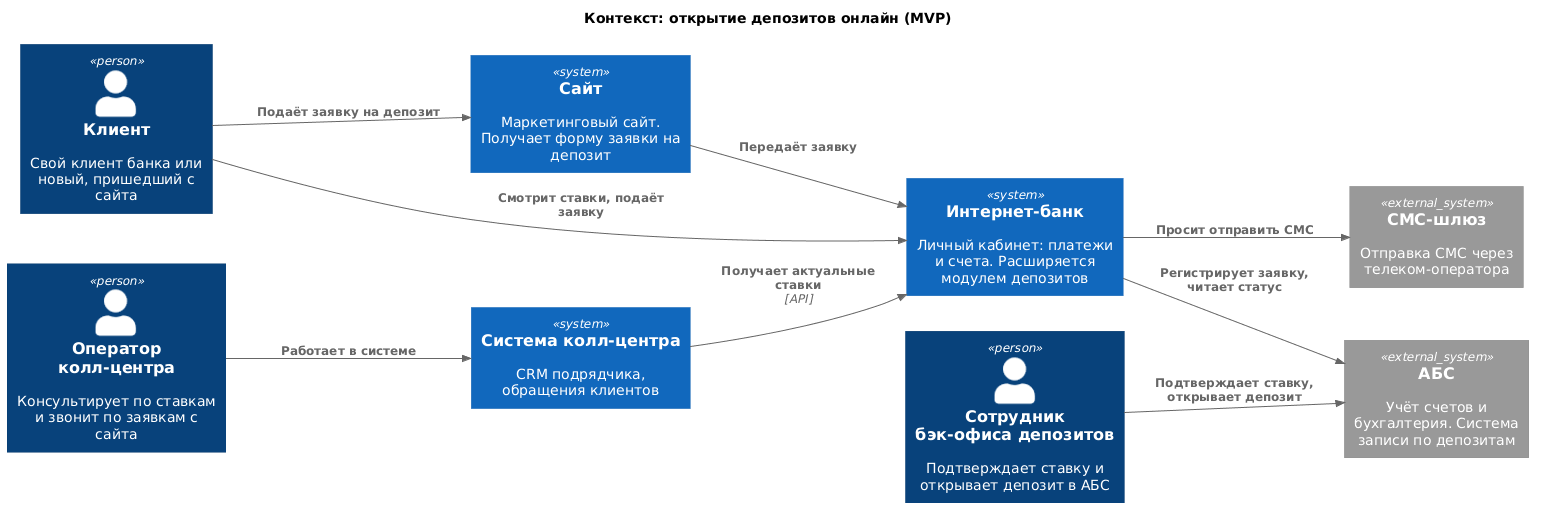 Контекст: открытие депозитов онлайн (MVP)
«person»
Клиент
Свой клиент банка или
новый, пришедший с
сайта
Подаёт заявку на депозит
«system»
Сайт
Маркетинговый сайт.
Получает форму заявки на
депозит
Передаёт заявку
Смотрит ставки, подаёт
заявку
«system»
Интернет-банк
Личный кабинет: платежи
и счета. Расширяется
модулем депозитов
Просит отправить СМС
«external_system»
СМС-шлюз
Отправка СМС через
телеком-оператора
Регистрирует заявку,
читает статус
«person»
Оператор
колл-центра
Консультирует по ставкам
и звонит по заявкам с
сайта
Работает в системе
«system»
Система колл-центра
CRM подрядчика,
обращения клиентов
Получает актуальные
ставки
[API]
«person»
Сотрудник
бэк-офиса депозитов
Подтверждает ставку и
открывает депозит в АБС
Подтверждает ставку,
открывает депозит
«external_system»
АБС
Учёт счетов и
бухгалтерия. Система
записи по депозитам